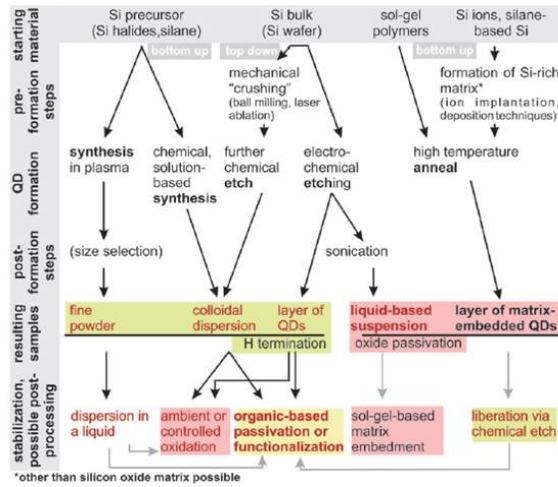 starting material
Si precursor
(Si halides,silane)
Si bulk
(Si wafer)
sol-gel
polymers
Si ions, silane-
based Si
bottom up
top down
bottom up
pre-formation steps
mechanical
"crushing"
(ball milling, laser
ablation)
formation of Si-rich
matrix*
(ion implantation,
deposition techniques)
QD formation
synthesis
in plasma
chemical,
solution-
based
synthesis
further
chemical
etch
electro-
chemical
etching
high temperature
anneal
post-formation steps
(size selection)
sonication
resulting samples
fine
powder
colloidal
dispersion
layer of
QDs
liquid-based
suspension
layer of matrix-
embedded QDs
H termination
oxide passivation
stabilization, possible post-processing
dispersion in
a liquid
ambient or
controlled
oxidation
organic-based
passivation or
functionalization
sol-gel-based
matrix
embedment
liberation via
chemical etch
*other than silicon oxide matrix possible